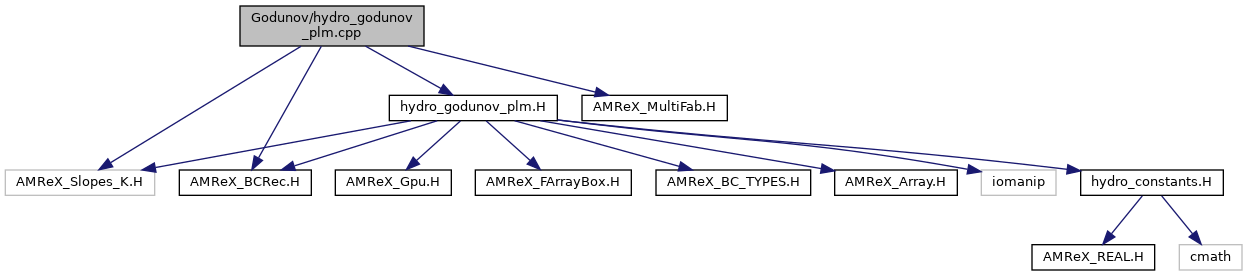 Godunov/hydro_godunov
_plm.cpp
hydro_godunov_plm.H
AMReX_MultiFab.H
AMReX_Slopes_K.H
AMReX_BCRec.H
AMReX_Gpu.H
AMReX_FArrayBox.H
AMReX_BC_TYPES.H
AMReX_Array.H
iomanip
hydro_constants.H
AMReX_REAL.H
cmath